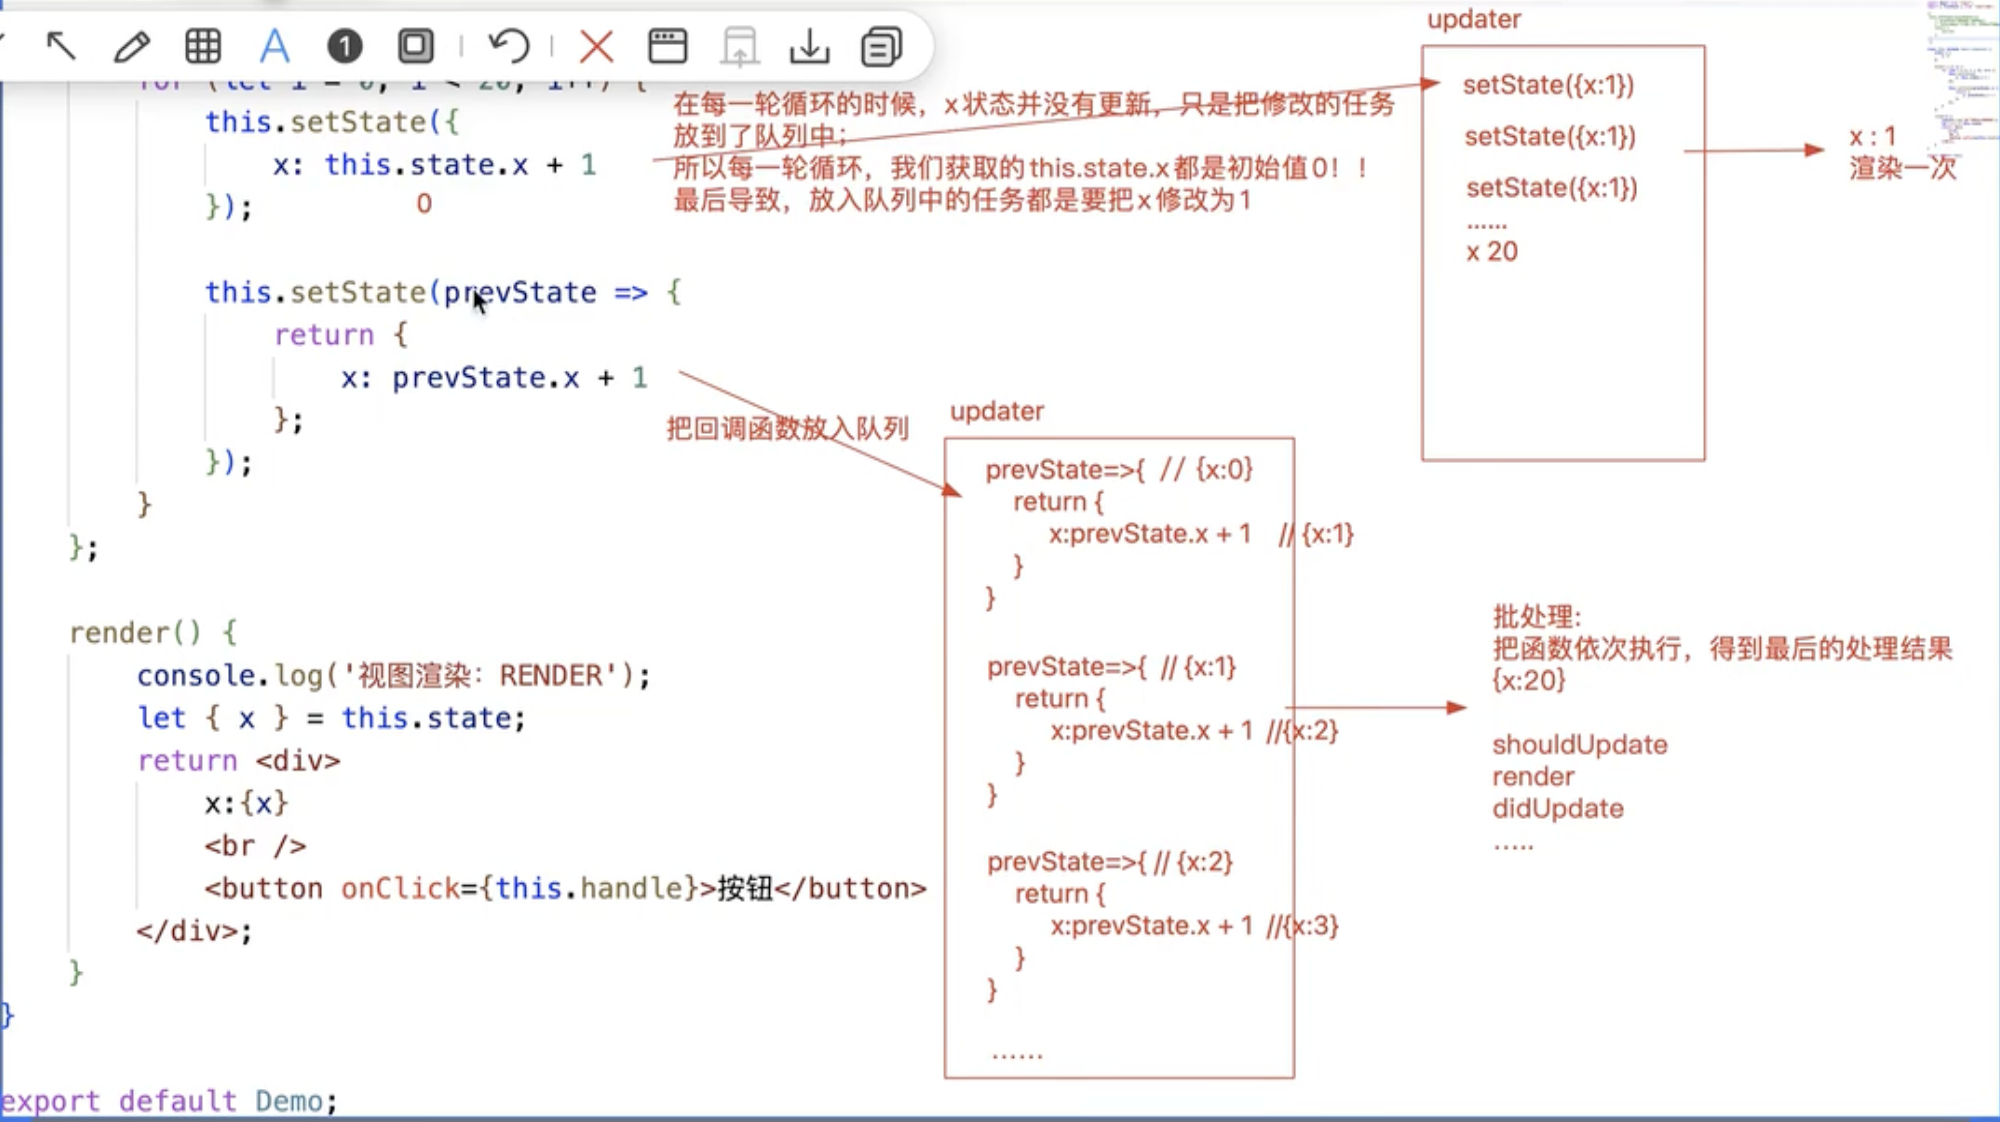 for (let i = 0; i < 20; i++) {
this.setState({
x: this.state.x + 1
});
0
在每一轮循环的时候，x状态并没有更新，只是把修改的任务
放到了队列中；
所以每一轮循环，我们获取的this.state.x都是初始值0！！
最后导致，放入队列中的任务都是要把x修改为1
updater
setState({x:1})
setState({x:1})
setState({x:1})
......
x 20
x : 1
渲染一次
this.setState(prevState => {
return {
x: prevState.x + 1
};
});
}
};
把回调函数放入队列
updater
prevState=>{ // {x:0}
return {
x:prevState.x + 1 // {x:1}
}
}
prevState=>{ // {x:1}
return {
x:prevState.x + 1 //{x:2}
}
}
prevState=>{ // {x:2}
return {
x:prevState.x + 1 //{x:3}
}
}
......
批处理:
把函数依次执行，得到最后的处理结果
{x:20}
shouldUpdate
render
didUpdate
.....
render() {
console.log('视图渲染：RENDER');
let { x } = this.state;
return <div>
x:{x}
<br />
<button onClick={this.handle}>按钮</button>
</div>;
}
}
export default Demo;